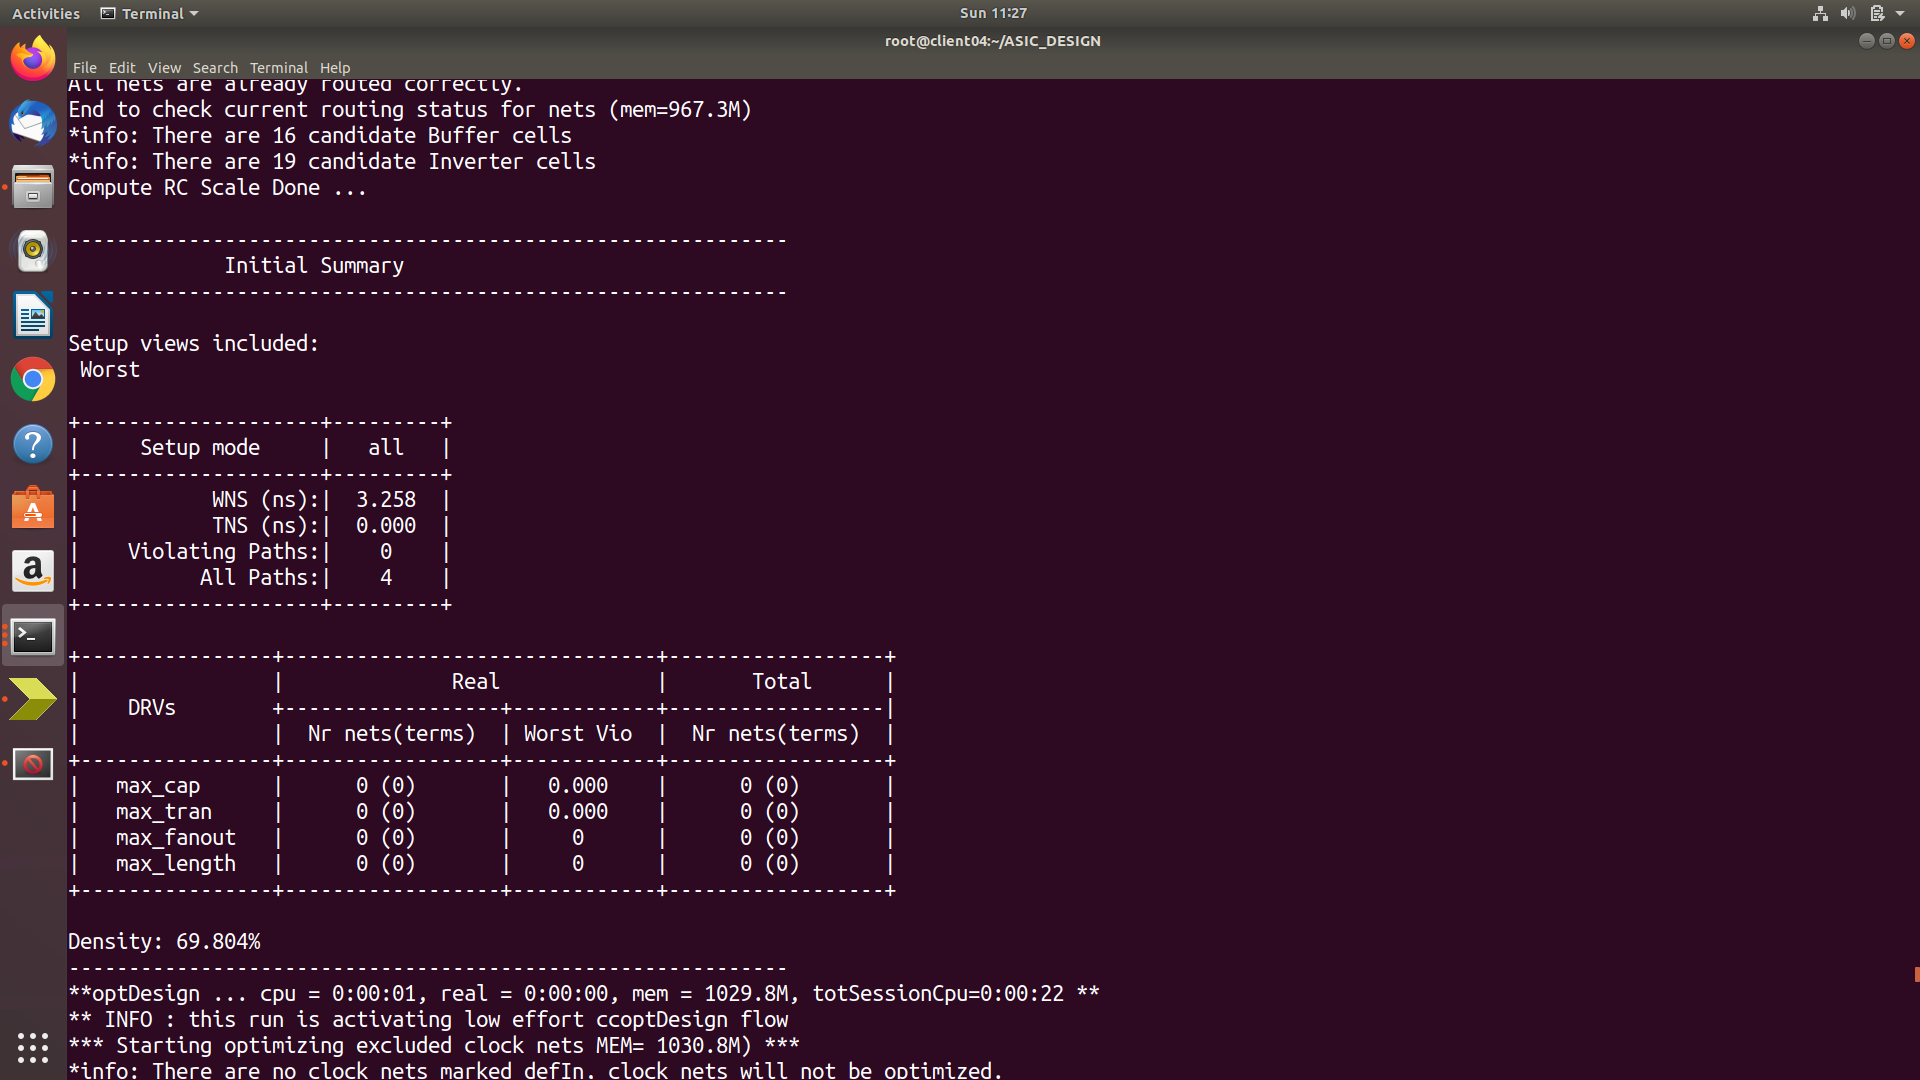 Activities Terminal Sun 11:27
root@client04:~/ASIC_DESIGN
File Edit View Search Terminal Help
All nets are already routed correctly.
End to check current routing status for nets (mem=967.3M)
*info: There are 16 candidate Buffer cells
*info: There are 19 candidate Inverter cells
Compute RC Scale Done ...
------------------------------------------------------------
             Initial Summary
------------------------------------------------------------
Setup views included:
 Worst
+--------------------+---------+
|     Setup mode     |   all   |
+--------------------+---------+
|           WNS (ns):|  3.258  |
|           TNS (ns):|  0.000  |
|    Violating Paths:|    0    |
|          All Paths:|    4    |
+--------------------+---------+
+----------------+-------------------------------+------------------+
|                |              Real             |       Total      |
|    DRVs        +------------------+------------+------------------|
|                |  Nr nets(terms)  | Worst Vio  |  Nr nets(terms)  |
+----------------+------------------+------------+------------------+
|   max_cap      |      0 (0)       |   0.000    |      0 (0)       |
|   max_tran     |      0 (0)       |   0.000    |      0 (0)       |
|   max_fanout   |      0 (0)       |     0      |      0 (0)       |
|   max_length   |      0 (0)       |     0      |      0 (0)       |
+----------------+------------------+------------+------------------+
Density: 69.804%
------------------------------------------------------------
**optDesign ... cpu = 0:00:01, real = 0:00:00, mem = 1029.8M, totSessionCpu=0:00:22 **
** INFO : this run is activating low effort ccoptDesign flow
*** Starting optimizing excluded clock nets MEM= 1030.8M) ***
*info: There are no clock nets marked defIn, clock nets will not be optimized.